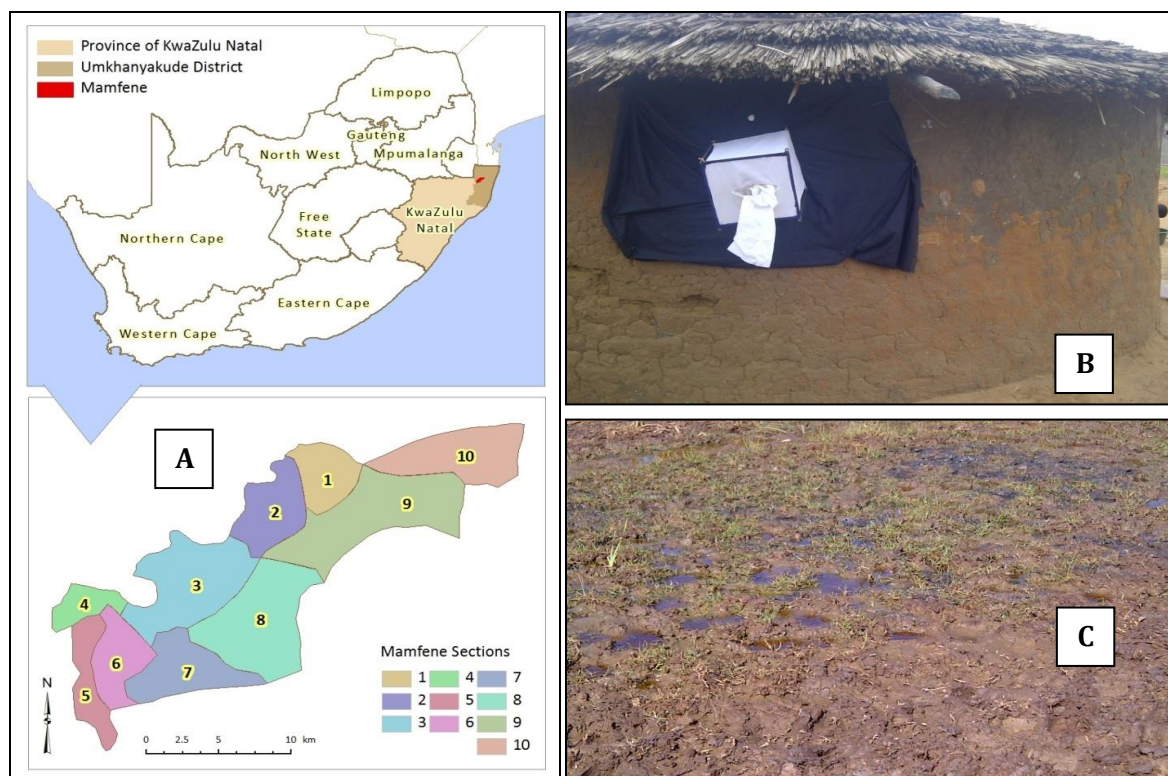 Province of KwaZulu Natal
Umkhanyakude District
Mamfene
Limpopo
Gauteng
North West
Mpumalanga
Free
State
KwaZulu
Natal
Northern Cape
Eastern Cape
Western Cape
A
1
2
3
4
5
6
7
8
9
10
N
0 2.5 5 10 km
Mamfene Sections
1 4 7
2 5 8
3 6 9
10
B
C